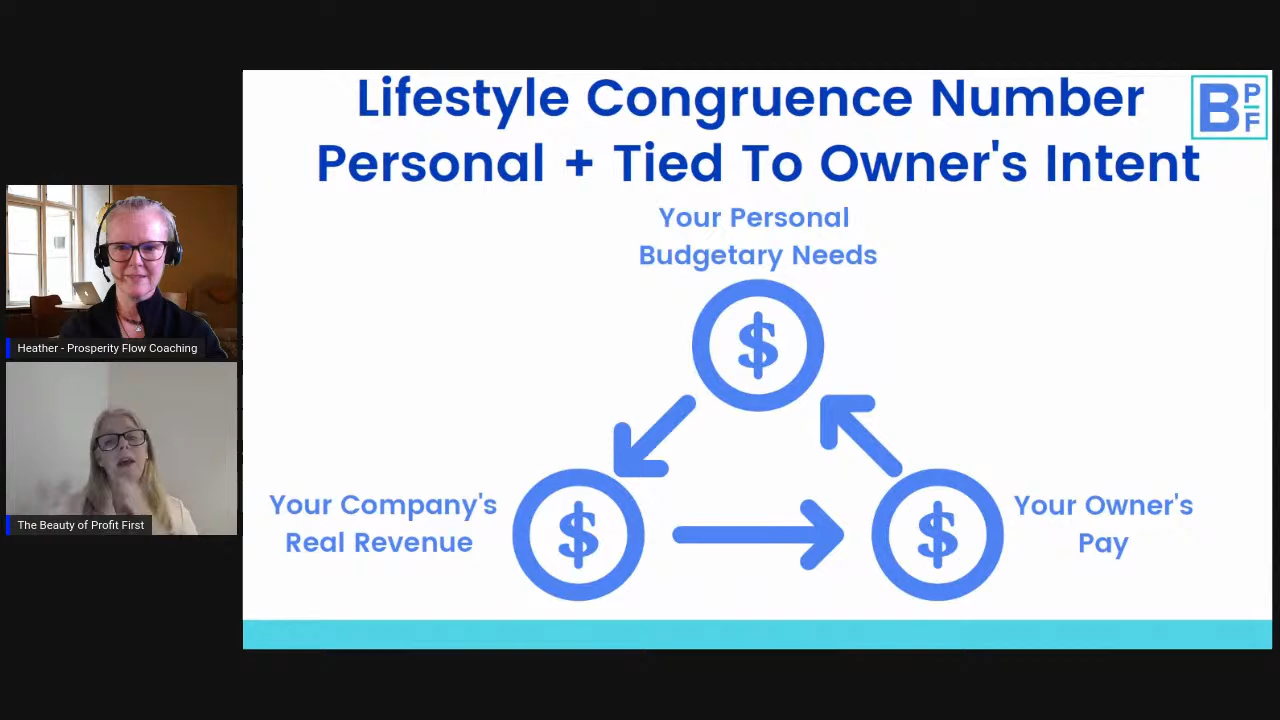 Lifestyle Congruence Number
Personal + Tied To Owner's Intent
B P F
Your Personal
Budgetary Needs
$
Your Company's
Real Revenue
$
$
Your Owner's
Pay
Heather - Prosperity Flow Coaching
The Beauty of Profit First